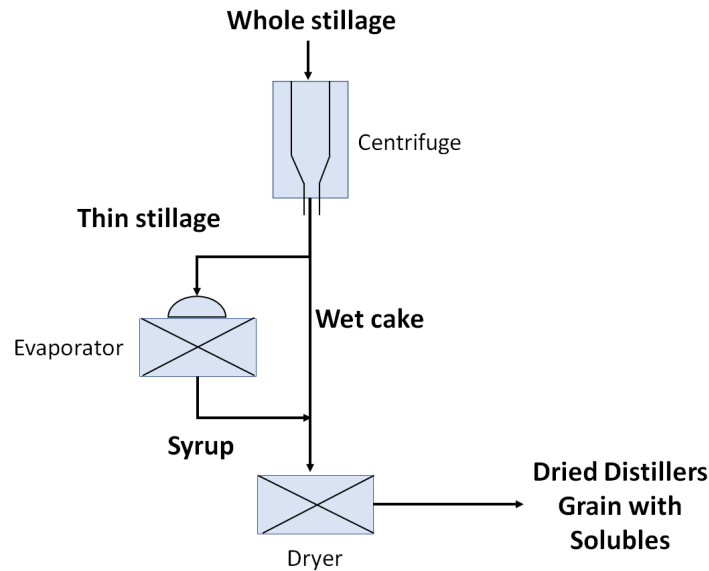 Whole stillage
Centrifuge
Thin stillage
Wet cake
Evaporator
Syrup
Dried Distillers
Grain with
Solubles
Dryer